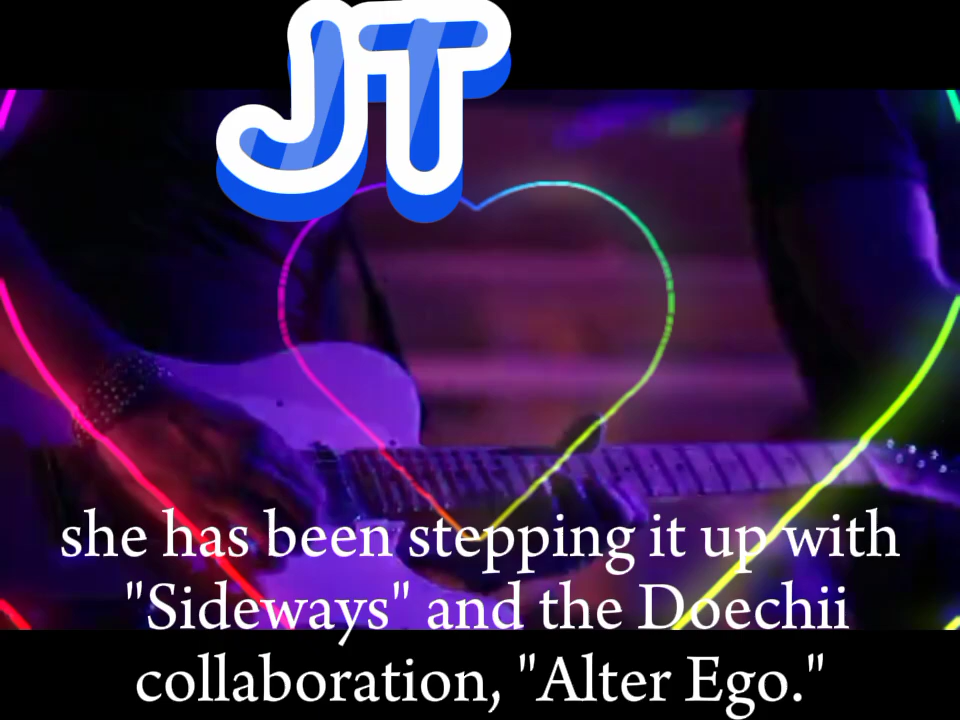 JT
she has been stepping it up with
"Sideways" and the Doechii
collaboration, "Alter Ego."